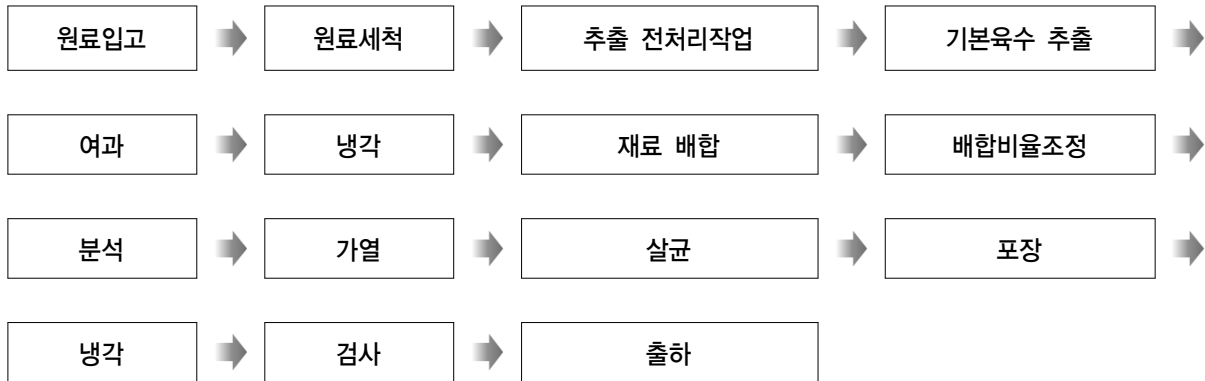 원료입고 원료세척 추출 전처리작업 기본육수 추출
여과 냉각 재료 배합 배합비율조정
분석 가열 살균 포장
냉각 검사 출하